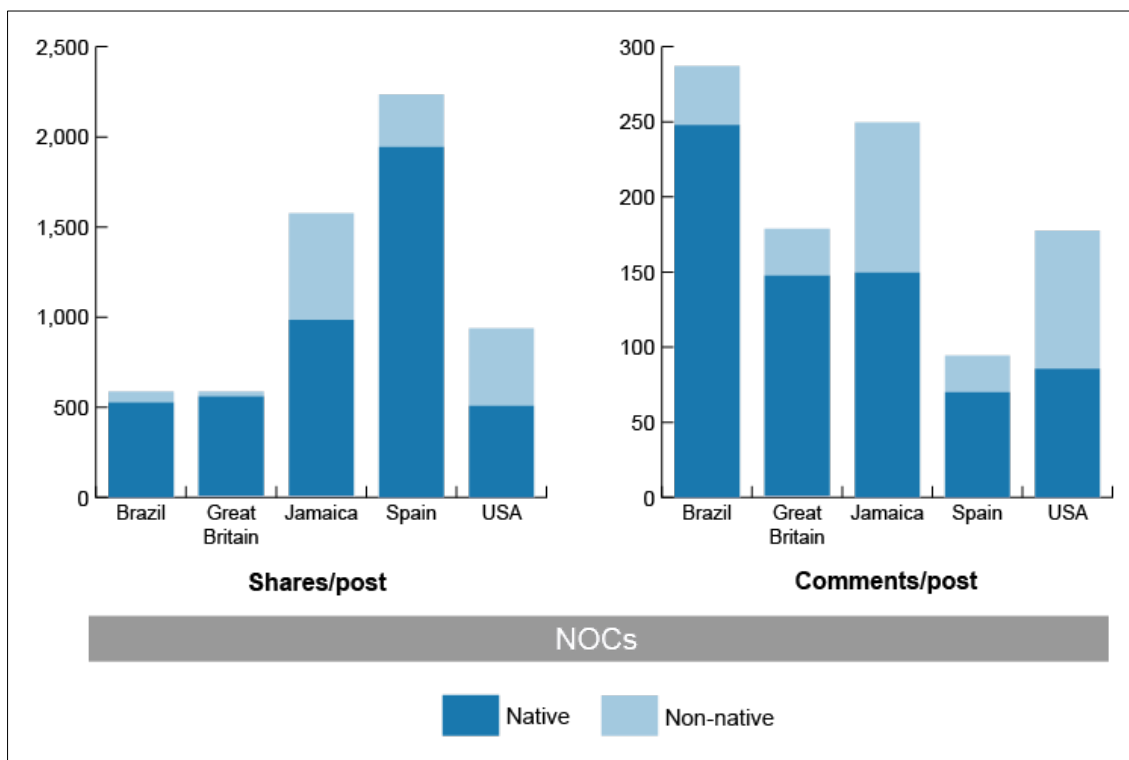 2,500
2,000
1,500
1,000
500
0
Brazil
Great
Britain
Jamaica
Spain
USA
Shares/post
300
250
200
150
100
50
0
Brazil
Great
Britain
Jamaica
Spain
USA
Comments/post
NOCs
Native
Non-native